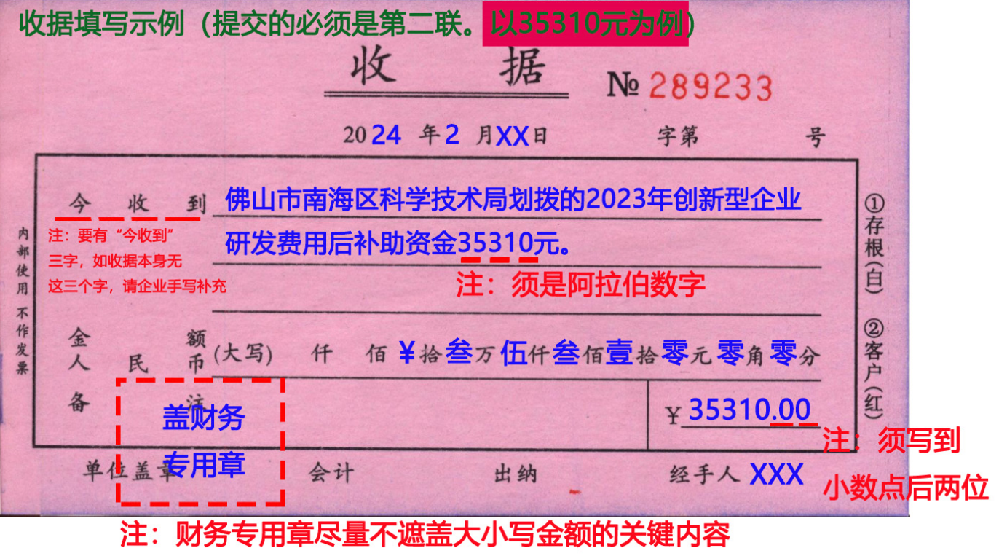 收据填写示例（提交的必须是第二联。以35310元为例）
收 据
№ 289233
2024 年 2 月XX日 字第 号
今 收 到 佛山市南海区科学技术局划拨的2023年创新型企业
研发费用后补助资金35310元。
注：要有“今收到”
三字，如收据本身无
这三个字，请企业手写补充
注：须是阿拉伯数字
金 额
人 民 币 (大写) 仟 佰 ¥ 拾 叁 万 伍 仟 叁 佰 壹 拾 零 元 零 角 零 分
备 注
¥ 35310.00
盖财务
专用章
单位盖章 会计 出纳 经手人 XXX
注：须写到
小数点后两位
注：财务专用章尽量不遮盖大小写金额的关键内容
内部使用 不作发票
①存根(白) ②客户(红)